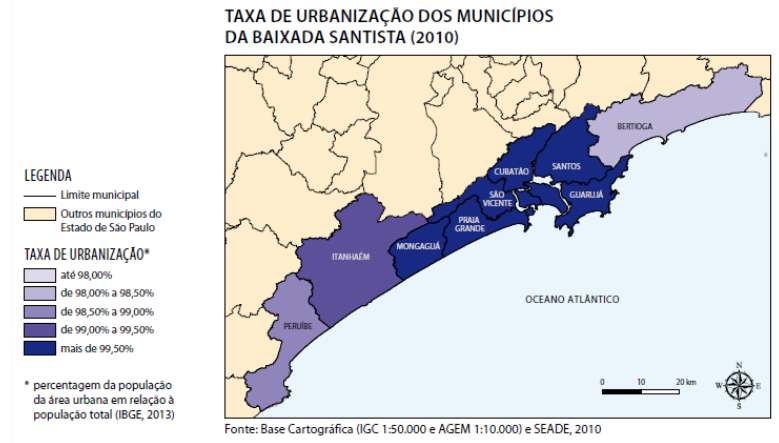 TAXA DE URBANIZAÇÃO DOS MUNICÍPIOS
DA BAIXADA SANTISTA (2010)
LEGENDA
Limite municipal
Outros municípios do
Estado de São Paulo
TAXA DE URBANIZAÇÃO*
até 98,00%
de 98,00% a 98,50%
de 98,50% a 99,00%
de 99,00% a 99,50%
mais de 99,50%
* percentagem da população
da área urbana em relação à
população total (IBGE, 2013)
BERTIOGA
SANTOS
CUBATÃO
GUARUJÁ
SÃO
VICENTE
PRAIA
GRANDE
MONGAGUÁ
ITANHAÉM
PERUÍBE
OCEANO ATLÂNTICO
0 10 20 km
N
W E
S
Fonte: Base Cartográfica (IGC 1:50.000 e AGEM 1:10.000) e SEADE, 2010